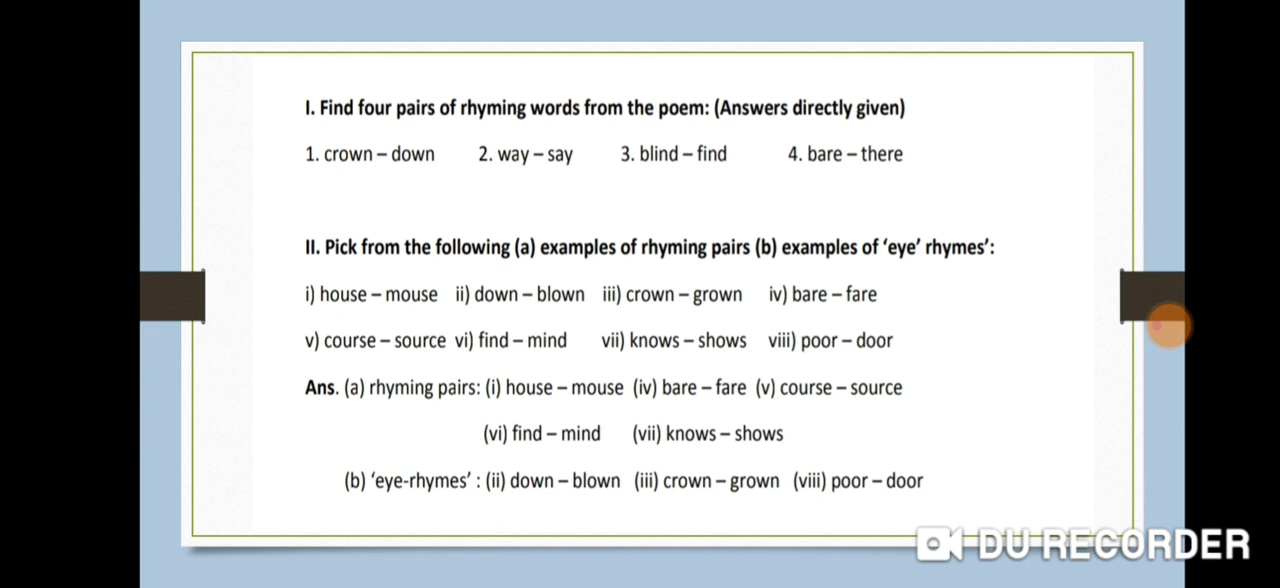 I. Find four pairs of rhyming words from the poem: (Answers directly given)
1. crown – down 2. way – say 3. blind – find 4. bare – there
II. Pick from the following (a) examples of rhyming pairs (b) examples of ‘eye’ rhymes’:
i) house – mouse ii) down – blown iii) crown – grown iv) bare – fare
v) course – source vi) find – mind vii) knows – shows viii) poor – door
Ans. (a) rhyming pairs: (i) house – mouse (iv) bare – fare (v) course – source
(vi) find – mind (vii) knows – shows
(b) ‘eye-rhymes’ : (ii) down – blown (iii) crown – grown (viii) poor – door
DU RECORDER